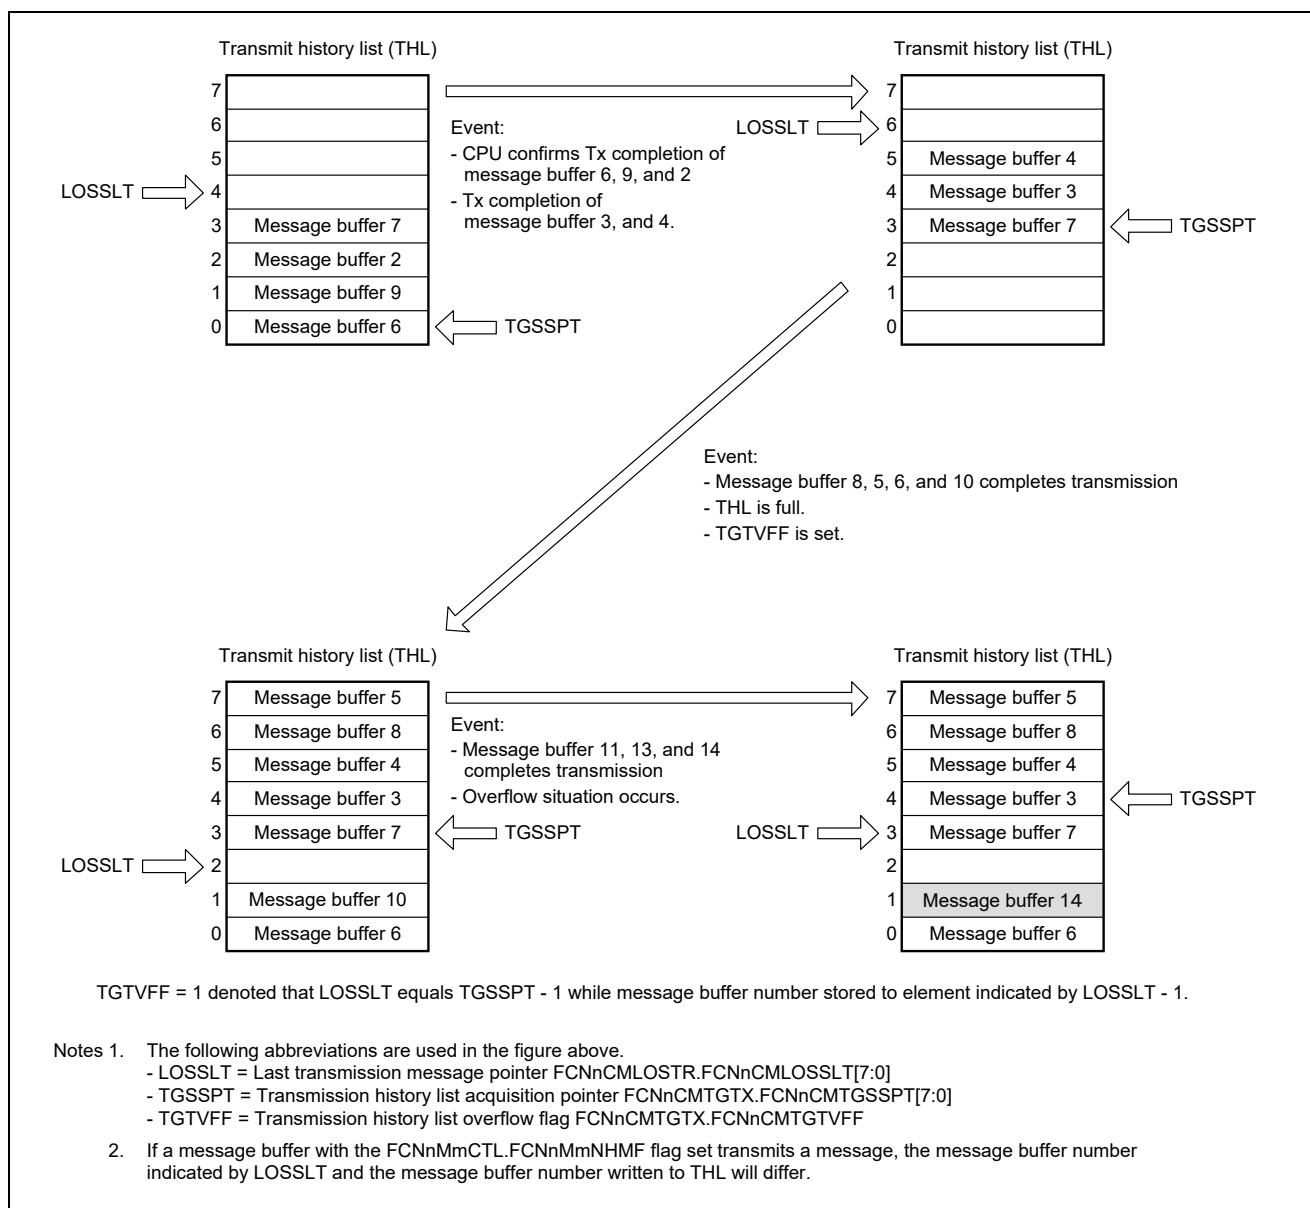 Transmit history list (THL)
7
6
5
LOSSLT 4
3 Message buffer 7
2 Message buffer 2
1 Message buffer 9
0 Message buffer 6 TGSSPT
Event:
- CPU confirms Tx completion of
message buffer 6, 9, and 2
- Tx completion of
message buffer 3, and 4.
Transmit history list (THL)
7
LOSSLT 6
5 Message buffer 4
4 Message buffer 3
3 Message buffer 7 TGSSPT
2
1
0
Event:
- Message buffer 8, 5, 6, and 10 completes transmission
- THL is full.
- TGTVFF is set.
Transmit history list (THL)
7 Message buffer 5
6 Message buffer 8
5 Message buffer 4
4 Message buffer 3
3 Message buffer 7 TGSSPT
LOSSLT 2
1 Message buffer 10
0 Message buffer 6
Event:
- Message buffer 11, 13, and 14
completes transmission
- Overflow situation occurs.
Transmit history list (THL)
7 Message buffer 5
6 Message buffer 8
5 Message buffer 4
4 Message buffer 3 TGSSPT
LOSSLT 3 Message buffer 7
2
1 Message buffer 14
0 Message buffer 6
TGTVFF = 1 denoted that LOSSLT equals TGSSPT - 1 while message buffer number stored to element indicated by LOSSLT - 1.
Notes 1. The following abbreviations are used in the figure above.
- LOSSLT = Last transmission message pointer FCNnCMLOSTR.FCNnCMLOSSLT[7:0]
- TGSSPT = Transmission history list acquisition pointer FCNnCMTGTX.FCNnCMTGSSPT[7:0]
- TGTVFF = Transmission history list overflow flag FCNnCMTGTX.FCNnCMTGTVFF
2. If a message buffer with the FCNnMmCTL.FCNnMmNHMF flag set transmits a message, the message buffer number
indicated by LOSSLT and the message buffer number written to THL will differ.